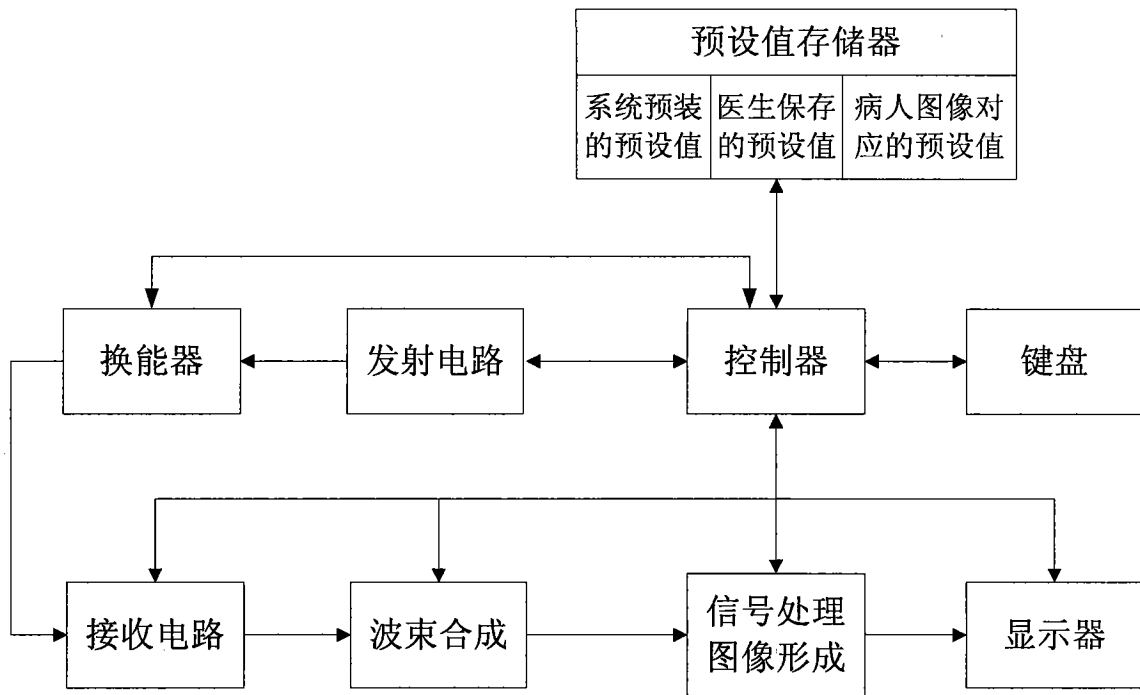 预设值存储器
系统预装
的预设值
医生保存
的预设值
病人图像对
应的预设值
换能器
发射电路
控制器
键盘
接收电路
波束合成
信号处理
图像形成
显示器